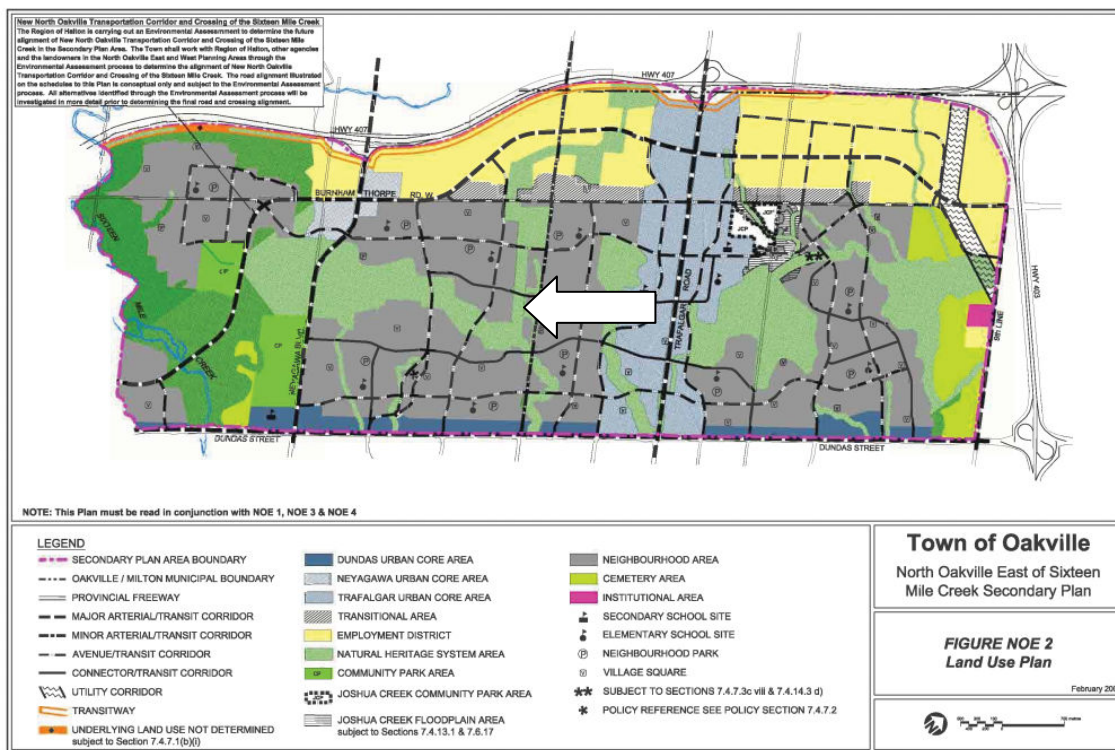 New North Oakville Transportation Corridor and Crossing of the Sixteen Mile Creek
The Region of Halton is carrying out an Environmental Assessment to determine the future
alignment of New North Oakville Transportation Corridor and Crossing of the Sixteen Mile
Creek in the Secondary Plan Area. The Town shall work with Region of Halton, other agencies
and the landowners in the North Oakville East and West Planning Areas through the
Environmental Assessment process to determine the alignment of New North Oakville
Transportation Corridor and Crossing of the Sixteen Mile Creek. The road alignment illustrated
on the schedules to this Plan is conceptual only and subject to the Environmental Assessment
process. All alternatives identified through the Environmental Assessment process will be
investigated in more detail prior to determining the final road and crossing alignment.
HWY 407
HWY 407
BURNHAM THORPE RD. W.
SIXTEEN
MILE
CREEK
NEYAGAWA BLVD
TRAFALGAR ROAD
JCP
JCP
CP
CP
HWY 403
9th LINE
DUNDAS STREET
DUNDAS STREET
NOTE: This Plan must be read in conjunction with NOE 1, NOE 3 & NOE 4
LEGEND
SECONDARY PLAN AREA BOUNDARY
OAKVILLE / MILTON MUNICIPAL BOUNDARY
PROVINCIAL FREEWAY
MAJOR ARTERIAL/TRANSIT CORRIDOR
MINOR ARTERIAL/TRANSIT CORRIDOR
AVENUE/TRANSIT CORRIDOR
CONNECTOR/TRANSIT CORRIDOR
UTILITY CORRIDOR
TRANSITWAY
UNDERLYING LAND USE NOT DETERMINED
subject to Section 7.4.7.1(b)(i)
DUNDAS URBAN CORE AREA
NEYAGAWA URBAN CORE AREA
TRAFALGAR URBAN CORE AREA
TRANSITIONAL AREA
EMPLOYMENT DISTRICT
NATURAL HERITAGE SYSTEM AREA
CP COMMUNITY PARK AREA
JCP JOSHUA CREEK COMMUNITY PARK AREA
JOSHUA CREEK FLOODPLAIN AREA
subject to Sections 7.4.13.1 & 7.6.17
NEIGHBOURHOOD AREA
CEMETERY AREA
INSTITUTIONAL AREA
SECONDARY SCHOOL SITE
ELEMENTARY SCHOOL SITE
P NEIGHBOURHOOD PARK
V VILLAGE SQUARE
** SUBJECT TO SECTIONS 7.4.7.3c viii & 7.4.14.3 d)
* POLICY REFERENCE SEE POLICY SECTION 7.4.7.2
Town of Oakville
North Oakville East of Sixteen
Mile Creek Secondary Plan
FIGURE NOE 2
Land Use Plan
February